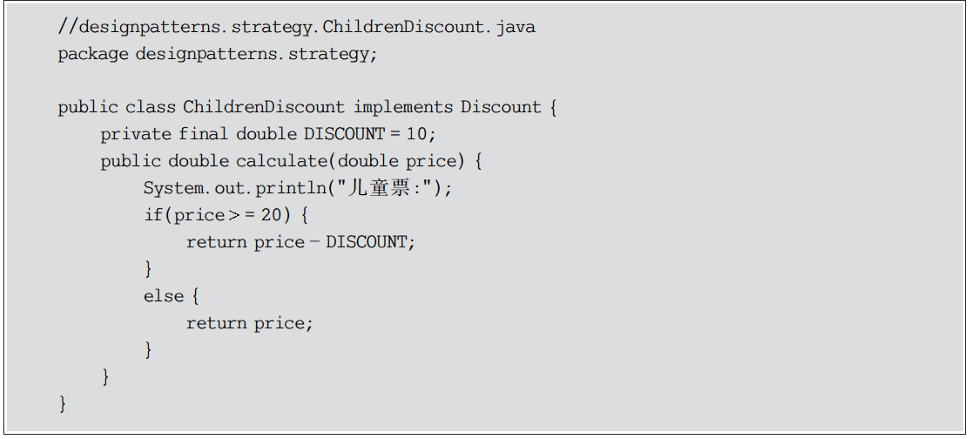 //designpatterns.strategy.ChildrenDiscount.java
package designpatterns.strategy;

public class ChildrenDiscount implements Discount {
    private final double DISCOUNT = 10;
    public double calculate(double price) {
        System.out.println("儿童票:");
        if(price>= 20) {
            return price - DISCOUNT;
        }
        else {
            return price;
        }
    }
}